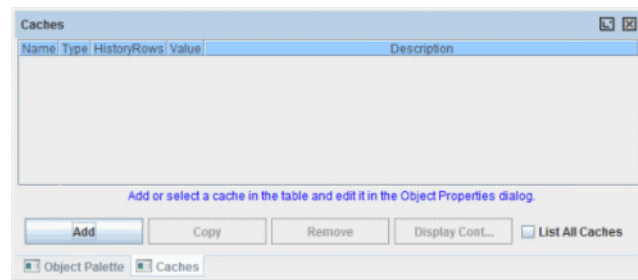 Caches
Name Type HistoryRows Value Description
Add or select a cache in the table and edit it in the Object Properties dialog.
Add Copy Remove Display Cont... List All Caches
Object Palette Caches